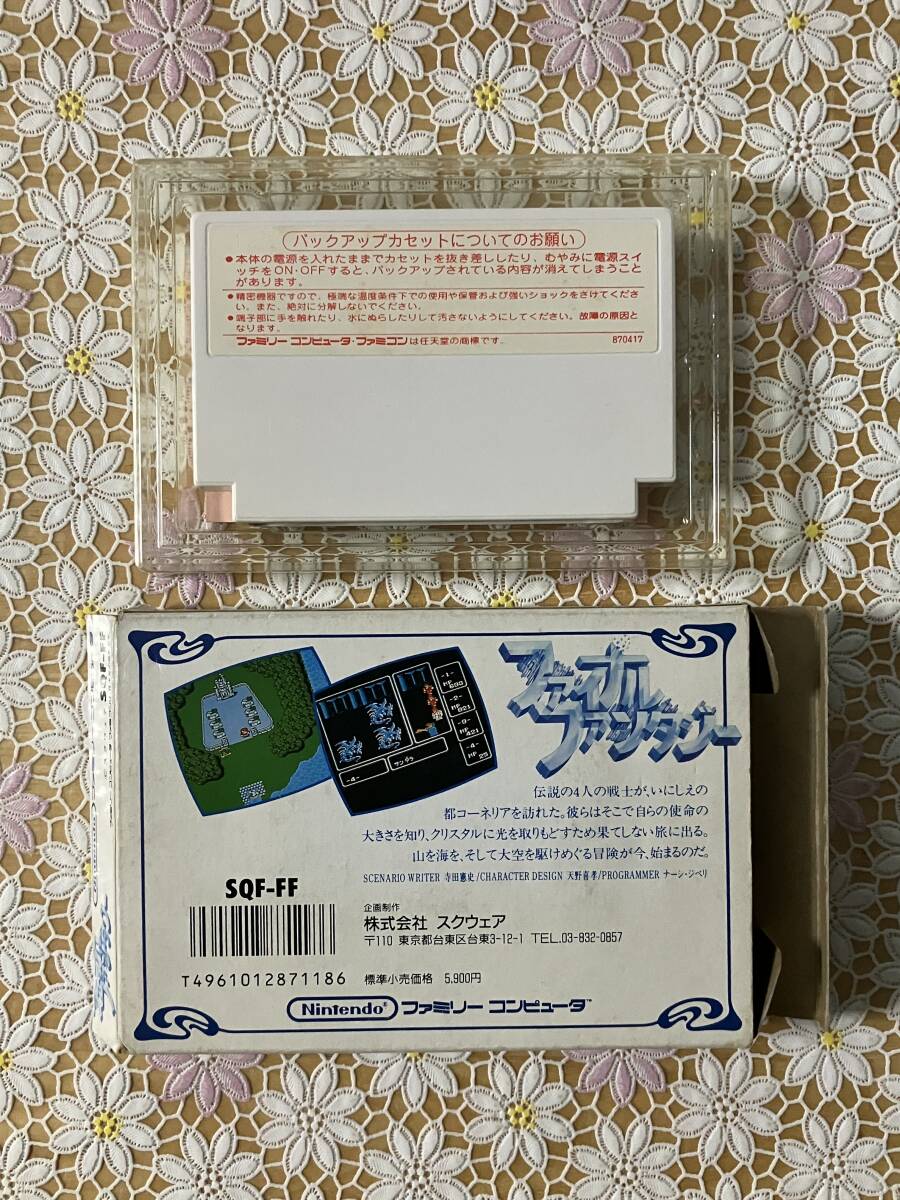 バックアップカセットについてのお願い
●本体の電源を入れたままでカセットを抜き差ししたり、むやみに電源スイ
ッチをON・OFFすると、バックアップされている内容が消えてしまうこと
があります。
●精密機器ですので、極端な温度条件下での使用や保管および強いショックをさけてくださ
い。また、絶対に分解しないでください。
●端子部に手を触れたり、水にぬらしたりして汚さないようにしてください。故障の原因と
なります。
ファミリーコンピュータ・ファミコンは任天堂の商標です。
870417
ファイナル
ファンタジー
-1-
HP
-2-
HP
921
HP
421
-4-
HP
25
-4-
サンダラ
伝説の4人の戦士が、いにしえの
都コーネリアを訪れた。彼らはそこで自らの使命の
大きさを知り、クリスタルに光を取りもどすため果てしない旅に出る。
山を海を、そして大空を駆けめぐる冒険が今、始まるのだ。
SCENARIO WRITER 寺田憲史/CHARACTER DESIGN 天野喜孝/PROGRAMMER ナーシャ・ジベリ
SQF-FF
T4961012871186
企画制作
株式会社 スクウェア
〒110 東京都台東区台東3-12-1 TEL.03-832-0857
標準小売価格 5,900円
Nintendo® ファミリーコンピュータ™